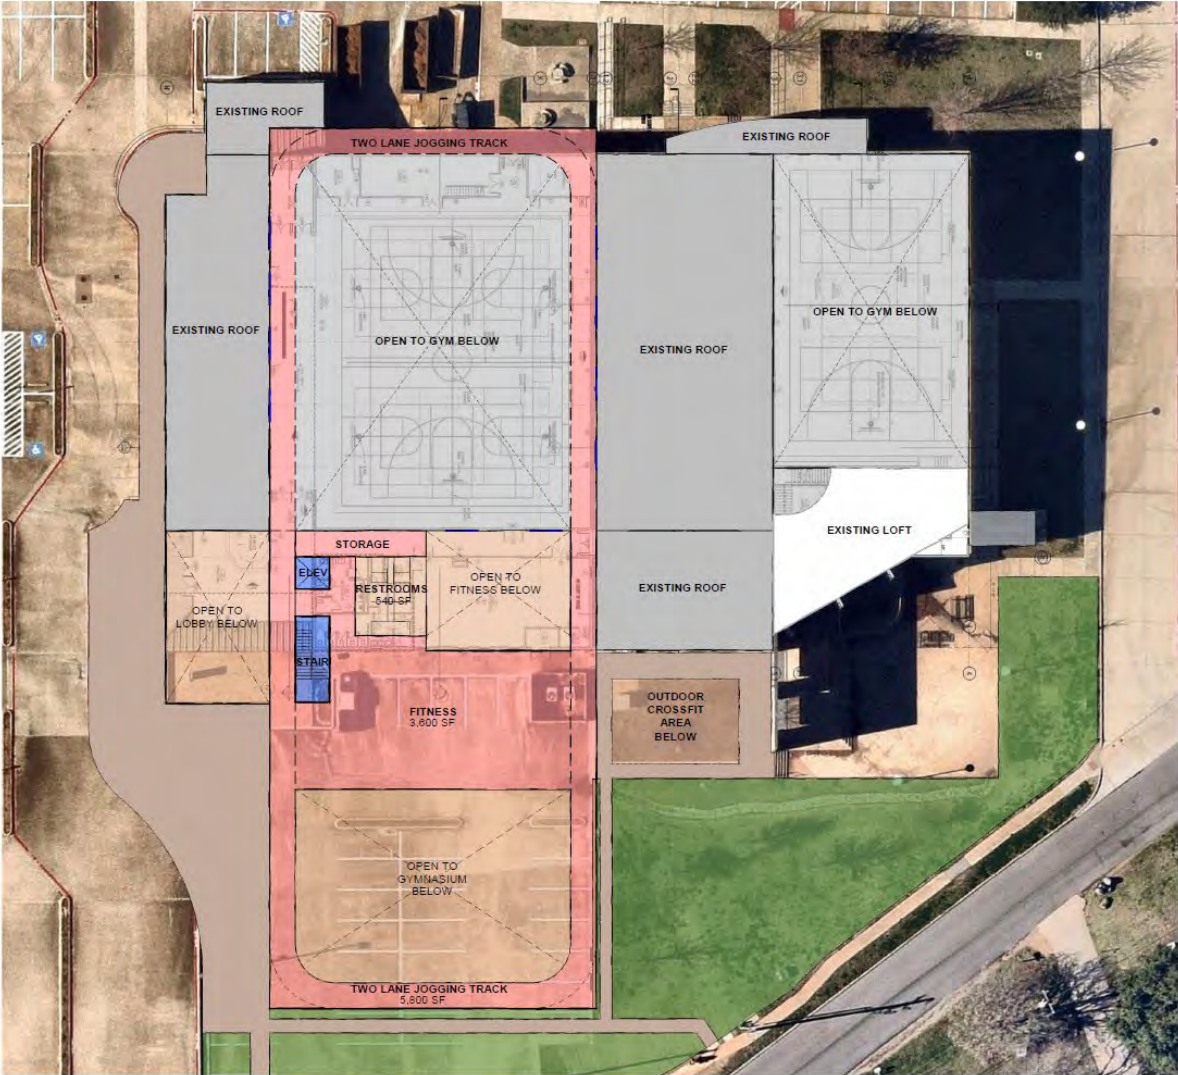 EXISTING ROOF
TWO LANE JOGGING TRACK
EXISTING ROOF
EXISTING ROOF
OPEN TO GYM BELOW
EXISTING ROOF
OPEN TO GYM BELOW
EXISTING LOFT
STORAGE
ELEV
RESTROOMS
540 SF
OPEN TO
FITNESS BELOW
EXISTING ROOF
OPEN TO
LOBBY BELOW
STAIR
FITNESS
3,600 SF
OUTDOOR
CROSSFIT
AREA
BELOW
OPEN TO
GYMNASIUM
BELOW
TWO LANE JOGGING TRACK
5,800 SF